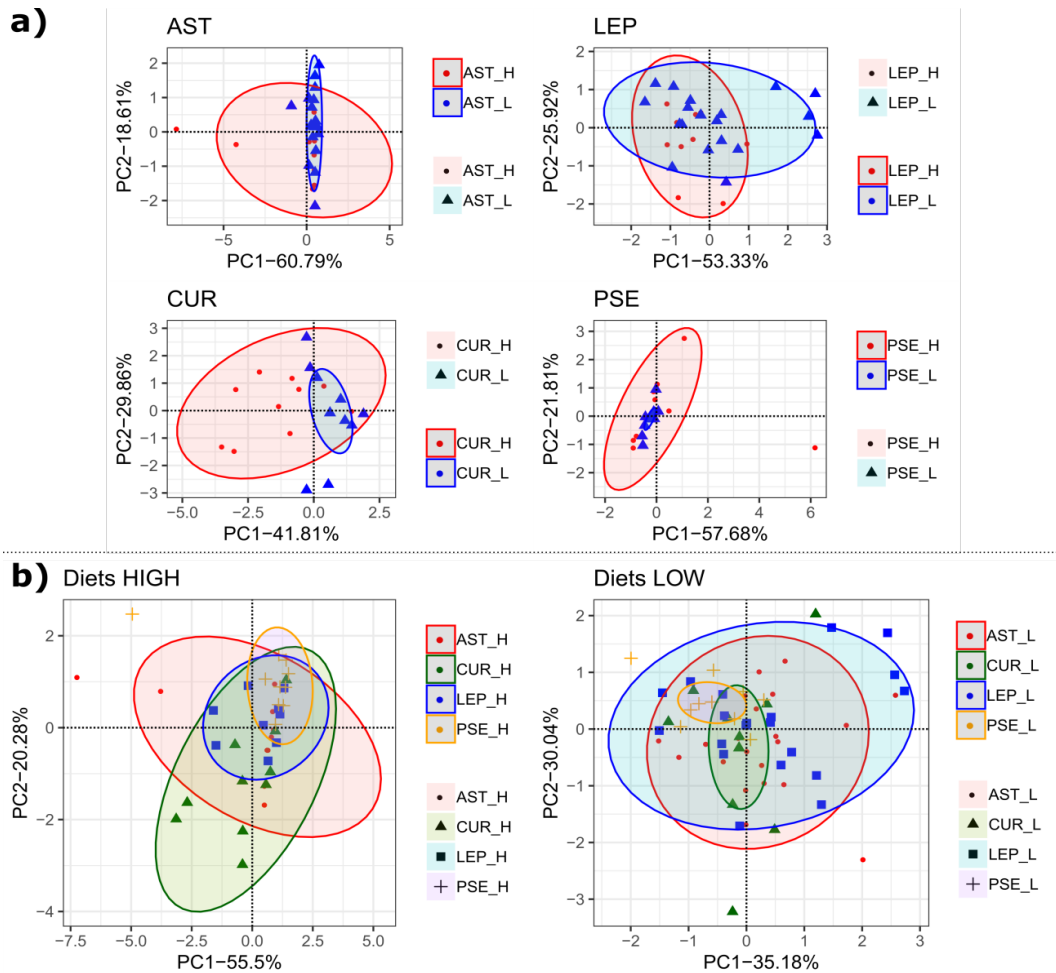 a)
AST
2
1
0
−1
−2
PC2−18.61%
−5
0
5
PC1−60.79%
AST_H
AST_L
AST_H
AST_L
LEP
2
1
0
−1
−2
PC2−25.92%
−2
−1
0
1
2
3
PC1−53.33%
LEP_H
LEP_L
LEP_H
LEP_L
CUR
3
2
1
0
−1
−2
−3
PC2−29.86%
−5.0
−2.5
0.0
2.5
PC1−41.81%
CUR_H
CUR_L
CUR_H
CUR_L
PSE
3
2
1
0
−1
−2
PC2−21.81%
−2
0
2
4
6
PC1−57.68%
PSE_H
PSE_L
PSE_H
PSE_L
b)
Diets HIGH
2
0
−2
−4
PC2−20.28%
−7.5
−5.0
−2.5
0.0
2.5
5.0
PC1−55.5%
AST_H
CUR_H
LEP_H
PSE_H
AST_H
CUR_H
LEP_H
PSE_H
Diets LOW
2
1
0
−1
−2
−3
PC2−30.04%
−2
−1
0
1
2
3
PC1−35.18%
AST_L
CUR_L
LEP_L
PSE_L
AST_L
CUR_L
LEP_L
PSE_L